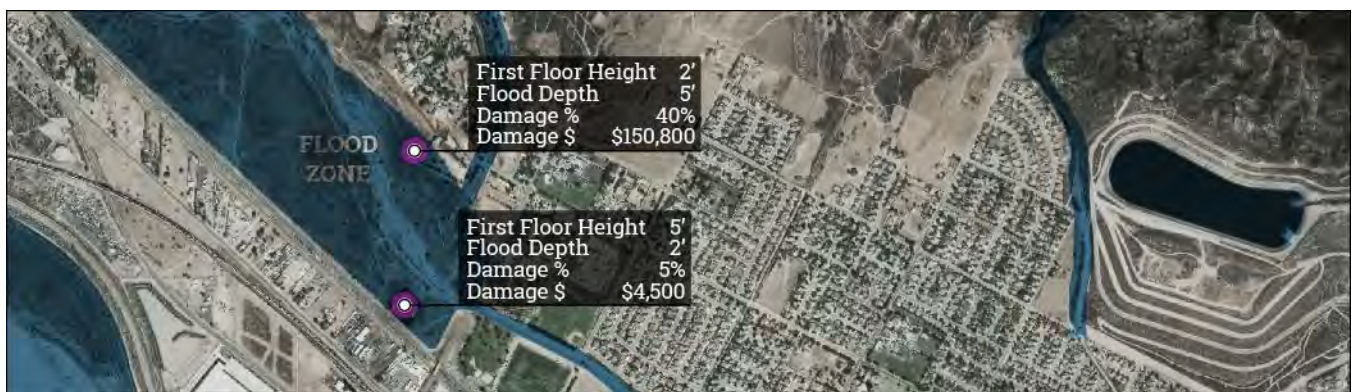 FLOOD
ZONE
First Floor Height 2'
Flood Depth 5'
Damage % 40%
Damage $ $150,800
First Floor Height 5'
Flood Depth 2'
Damage % 5%
Damage $ $4,500